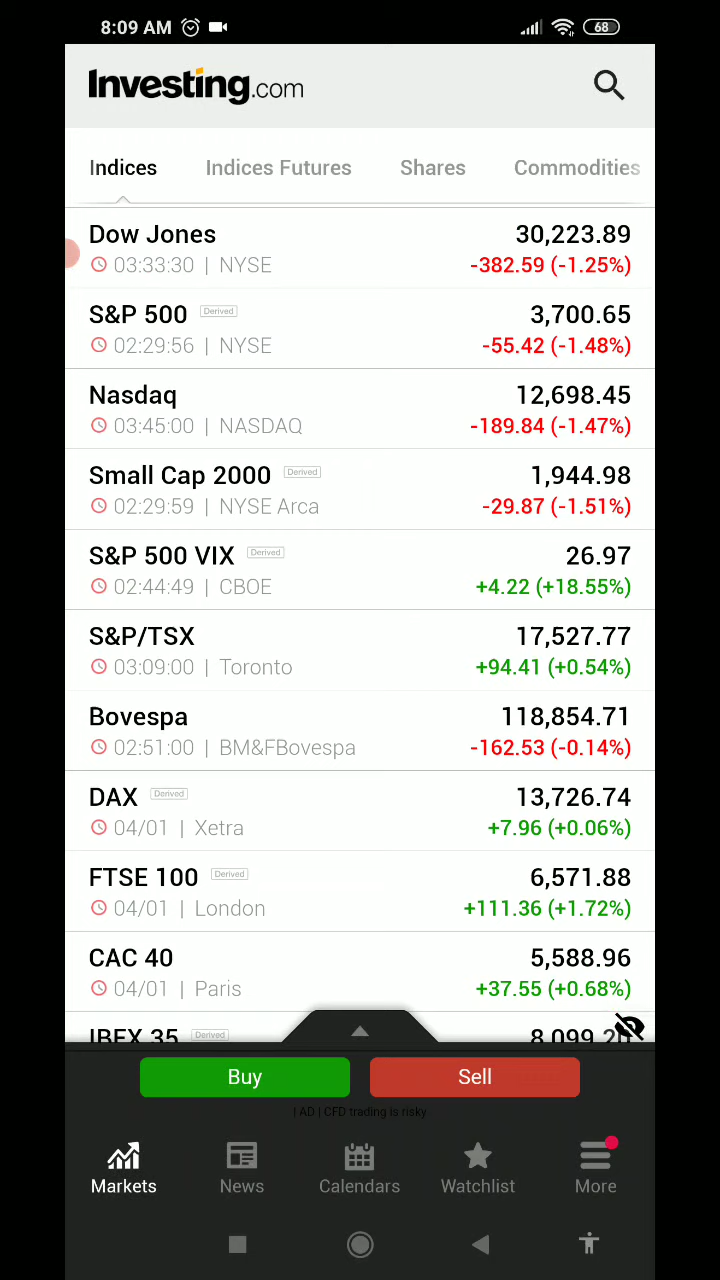 8:09 AM 68
Investing.com
Indices Indices Futures Shares Commodities
Dow Jones 30,223.89
03:33:30 | NYSE -382.59 (-1.25%)
S&P 500 Derived 3,700.65
02:29:56 | NYSE -55.42 (-1.48%)
Nasdaq 12,698.45
03:45:00 | NASDAQ -189.84 (-1.47%)
Small Cap 2000 Derived 1,944.98
02:29:59 | NYSE Arca -29.87 (-1.51%)
S&P 500 VIX Derived 26.97
02:44:49 | CBOE +4.22 (+18.55%)
S&P/TSX 17,527.77
03:09:00 | Toronto +94.41 (+0.54%)
Bovespa 118,854.71
02:51:00 | BM&FBovespa -162.53 (-0.14%)
DAX Derived 13,726.74
04/01 | Xetra +7.96 (+0.06%)
FTSE 100 Derived 6,571.88
04/01 | London +111.36 (+1.72%)
CAC 40 5,588.96
04/01 | Paris +37.55 (+0.68%)
IBEX 35 Derived
Buy Sell
| AD | CFD trading is risky
Markets News Calendars Watchlist More